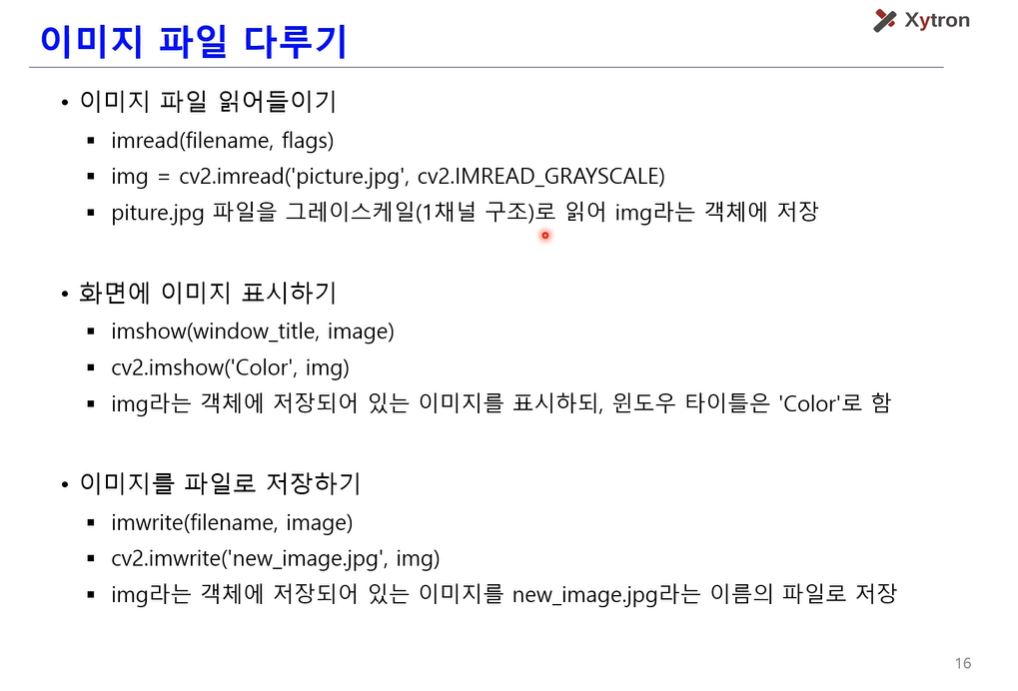 Xytron
이미지 파일 다루기
• 이미지 파일 읽어들이기
▪ imread(filename, flags)
▪ img = cv2.imread('picture.jpg', cv2.IMREAD_GRAYSCALE)
▪ piture.jpg 파일을 그레이스케일(1채널 구조)로 읽어 img라는 객체에 저장
• 화면에 이미지 표시하기
▪ imshow(window_title, image)
▪ cv2.imshow('Color', img)
▪ img라는 객체에 저장되어 있는 이미지를 표시하되, 윈도우 타이틀은 'Color'로 함
• 이미지를 파일로 저장하기
▪ imwrite(filename, image)
▪ cv2.imwrite('new_image.jpg', img)
▪ img라는 객체에 저장되어 있는 이미지를 new_image.jpg라는 이름의 파일로 저장
16